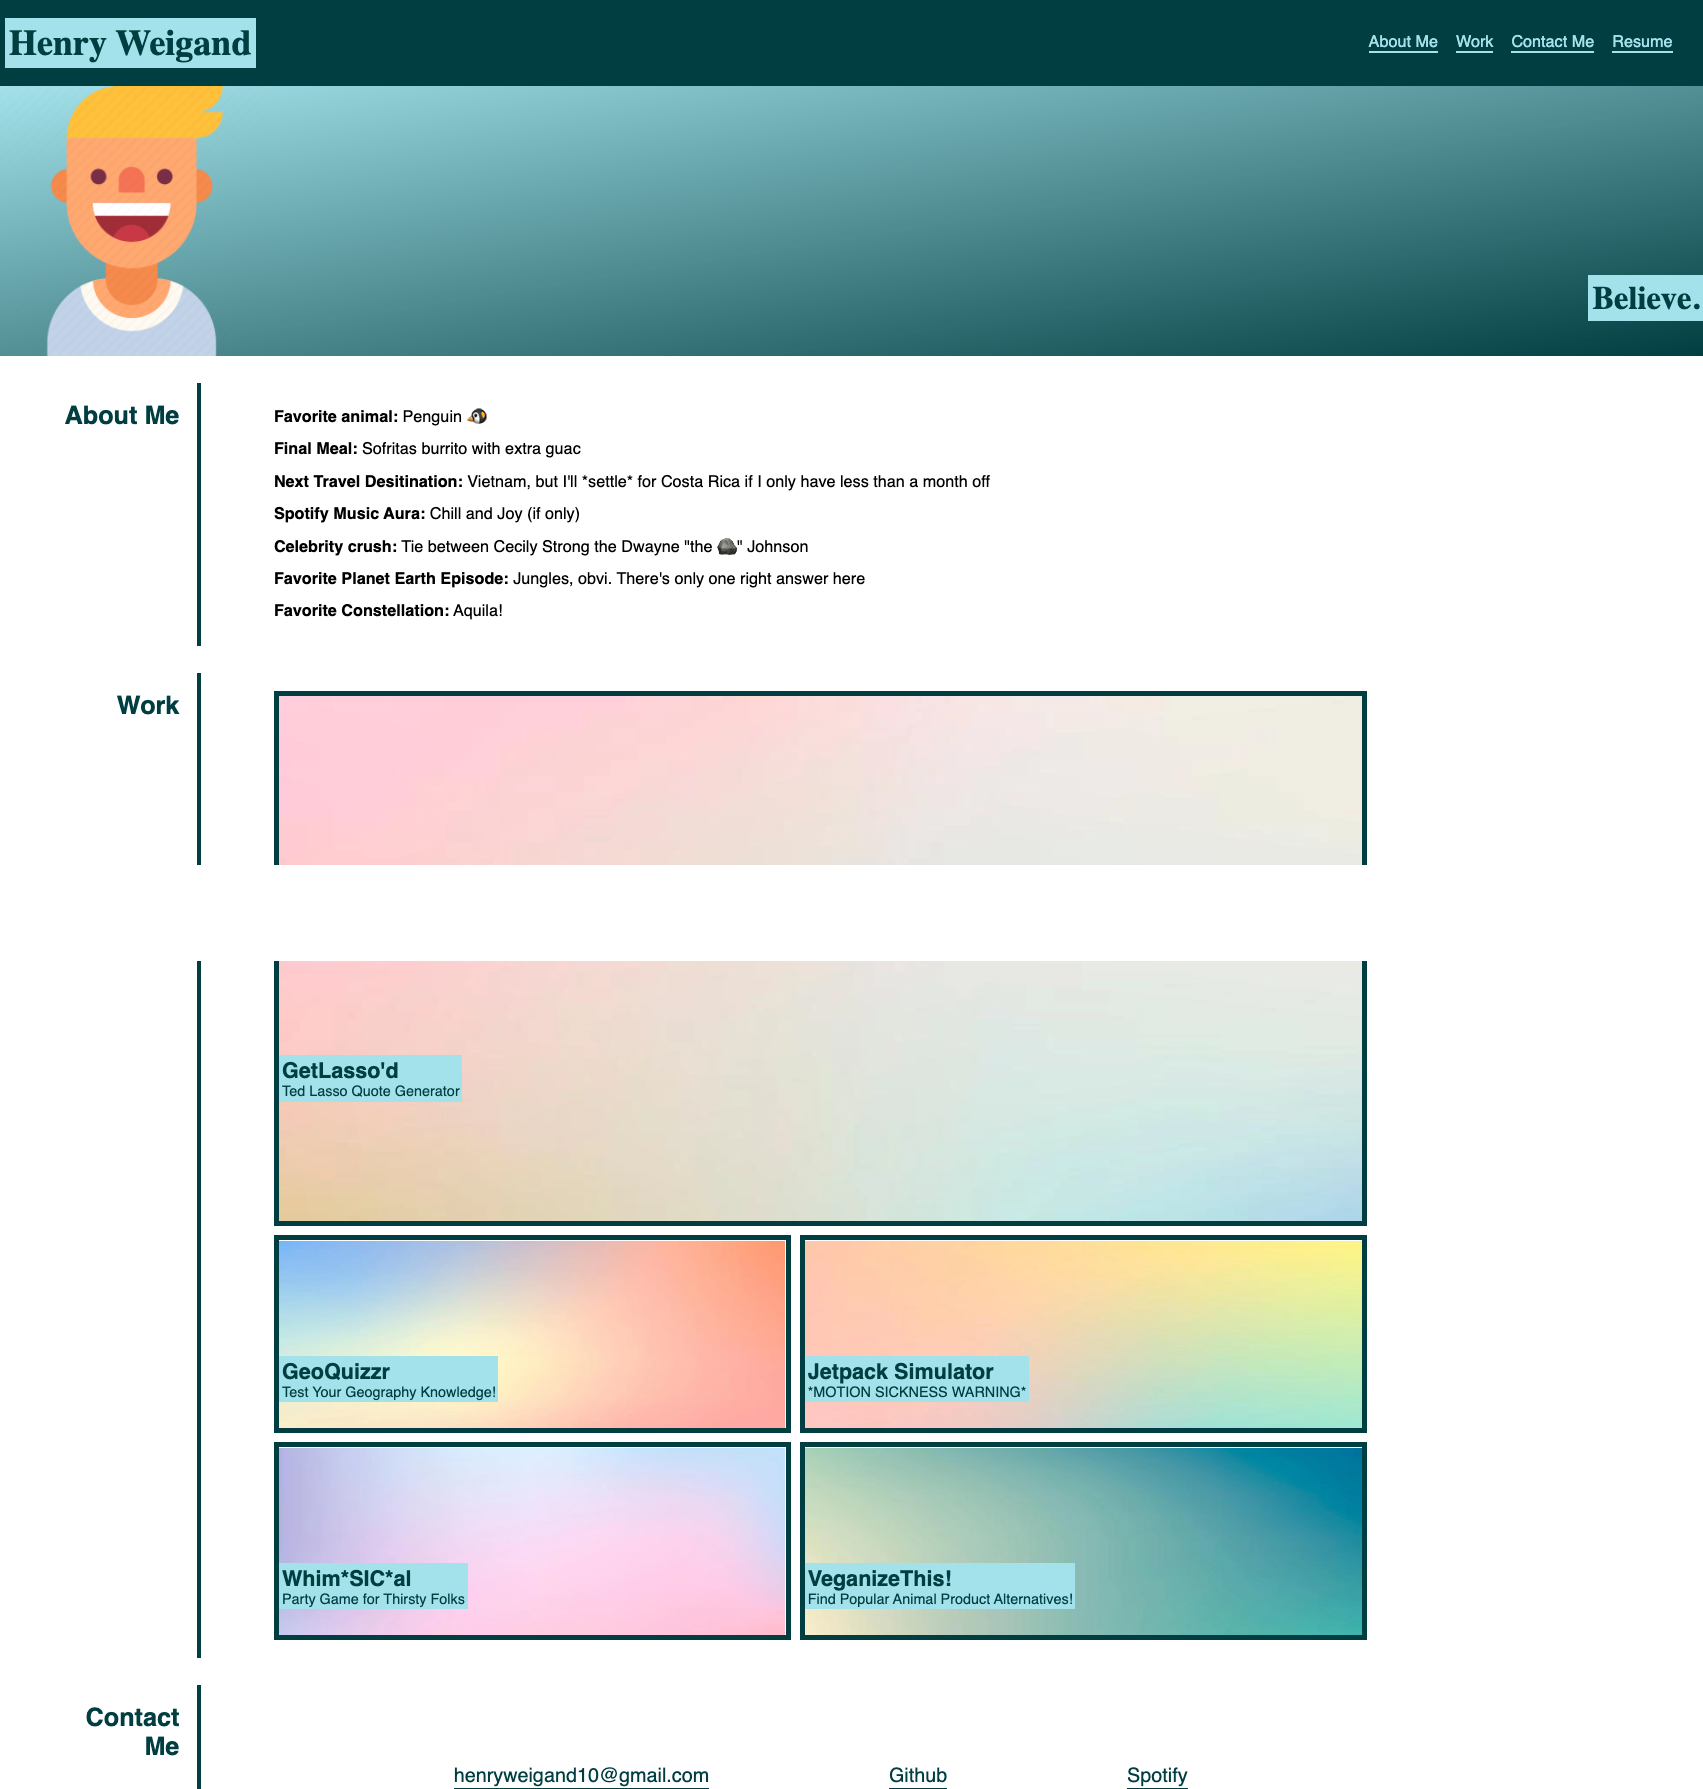 Henry Weigand
About Me Work Contact Me Resume
Believe.
About Me
Favorite animal: Penguin 🐧
Final Meal: Sofritas burrito with extra guac
Next Travel Desitination: Vietnam, but I'll *settle* for Costa Rica if I only have less than a month off
Spotify Music Aura: Chill and Joy (if only)
Celebrity crush: Tie between Cecily Strong the Dwayne "the 🪨" Johnson
Favorite Planet Earth Episode: Jungles, obvi. There's only one right answer here
Favorite Constellation: Aquila!
Work
GetLasso'd
Ted Lasso Quote Generator
GeoQuizzr
Test Your Geography Knowledge!
Jetpack Simulator
*MOTION SICKNESS WARNING*
Whim*SIC*al
Party Game for Thirsty Folks
VeganizeThis!
Find Popular Animal Product Alternatives!
Contact
Me
henryweigand10@gmail.com Github Spotify